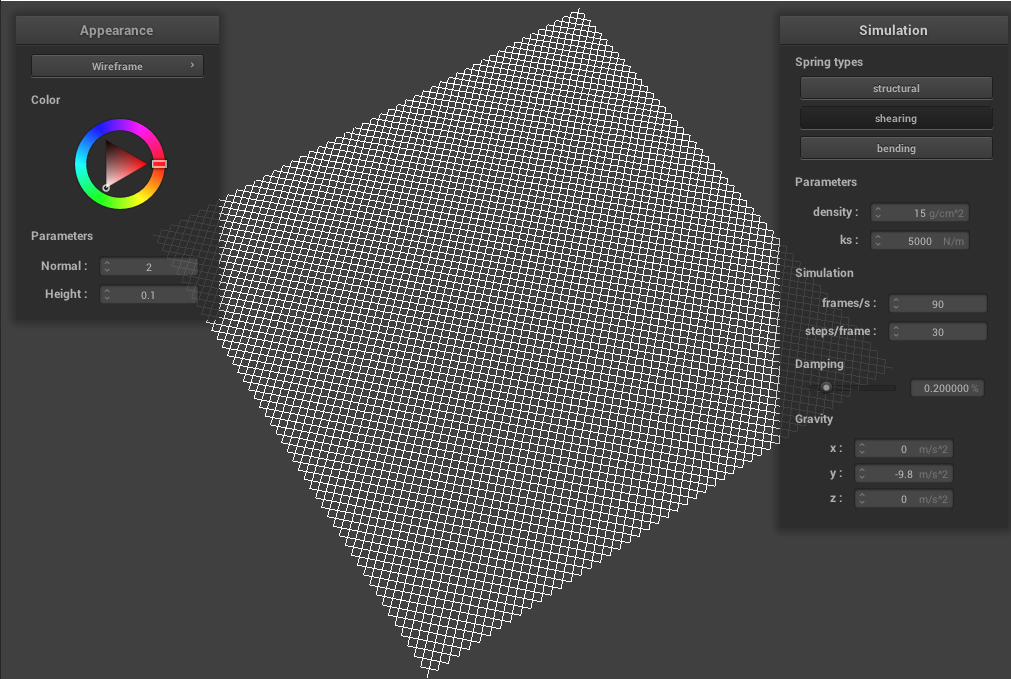 Appearance
Wireframe
Color
Parameters
Normal : 2
Height : 0.1
Simulation
Spring types
structural
shearing
bending
Parameters
density : 15 g/cm^2
ks : 5000 N/m
Simulation
frames/s : 90
steps/frame : 30
Damping
0.200000 %
Gravity
x : 0 m/s^2
y : -9.8 m/s^2
z : 0 m/s^2